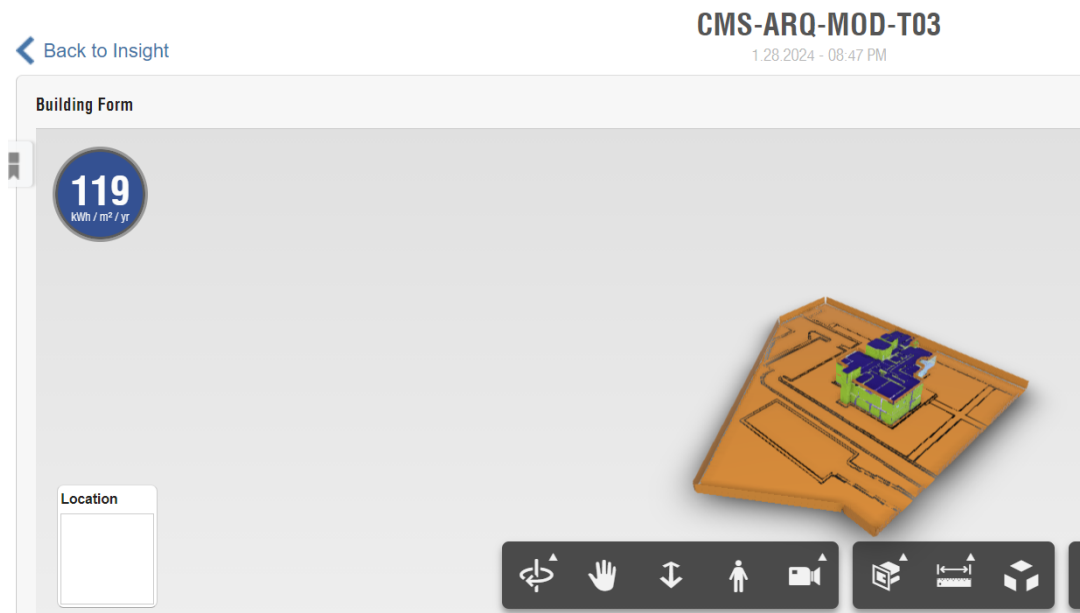 CMS-ARQ-MOD-T03
Back to Insight
1.28.2024 - 08:47 PM
Building Form
119
kWh / m² / yr
Location